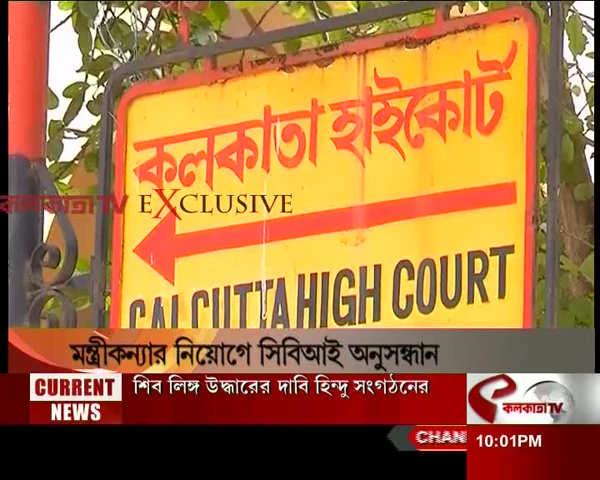 কলকাতা হাইকোর্ট
কলকাতা TV EXCLUSIVE
CALCUTTA HIGH COURT
মন্ত্রীকন্যার নিয়োগে সিবিআই অনুসন্ধান
CURRENT NEWS
শিব লিঙ্গ উদ্ধারের দাবি হিন্দু সংগঠনের
কলকাতা TV
CHAN
10:01PM